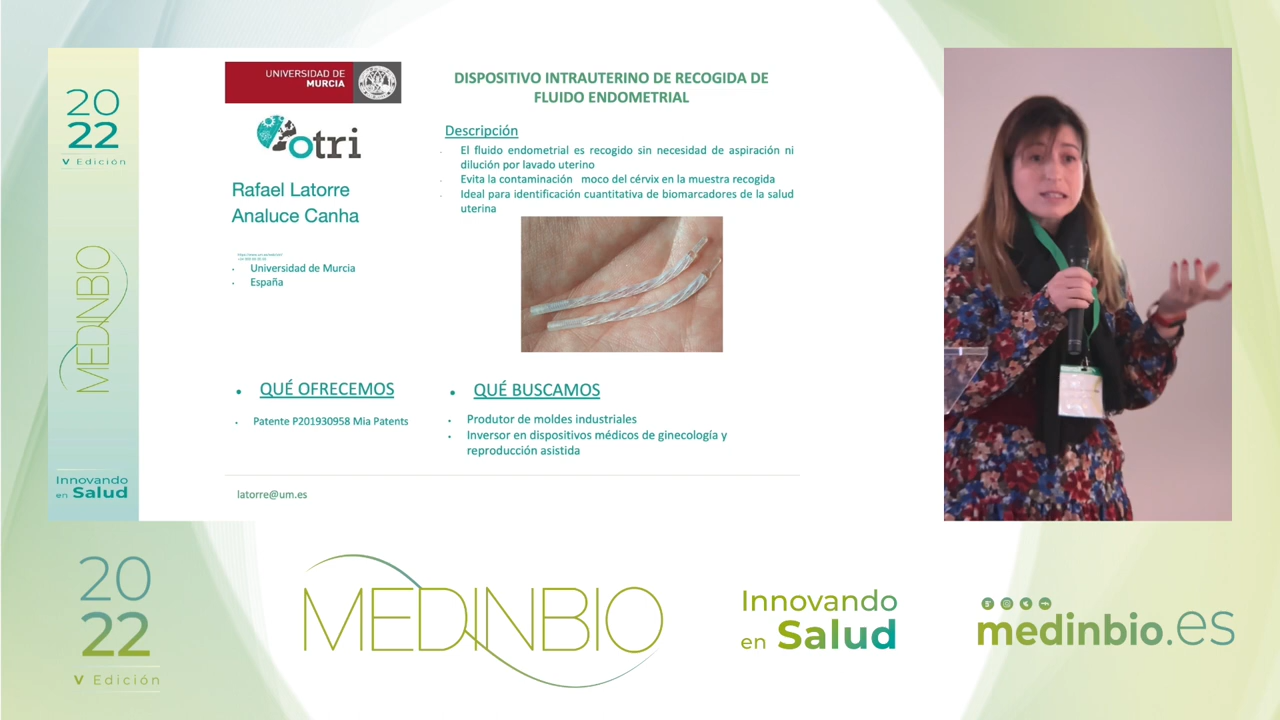 20
22
V Edición
MEDINBIO
Innovando
en Salud
UNIVERSIDAD DE
MURCIA
otri
Rafael Latorre
Analuce Canha
Universidad de Murcia
España
DISPOSITIVO INTRAUTERINO DE RECOGIDA DE
FLUIDO ENDOMETRIAL
Descripción
El fluido endometrial es recogido sin necesidad de aspiración ni
dilución por lavado uterino
Evita la contaminación moco del cérvix en la muestra recogida
Ideal para identificación cuantitativa de biomarcadores de la salud
uterina
• QUÉ OFRECEMOS
• Patente P201930958 Mia Patents
• QUÉ BUSCAMOS
• Produtor de moldes industriales
• Inversor en dispositivos médicos de ginecología y
reproducción asistida
latorre@um.es
20
22
V Edición
MEDINBIO
Innovando
en Salud
medinbio.es